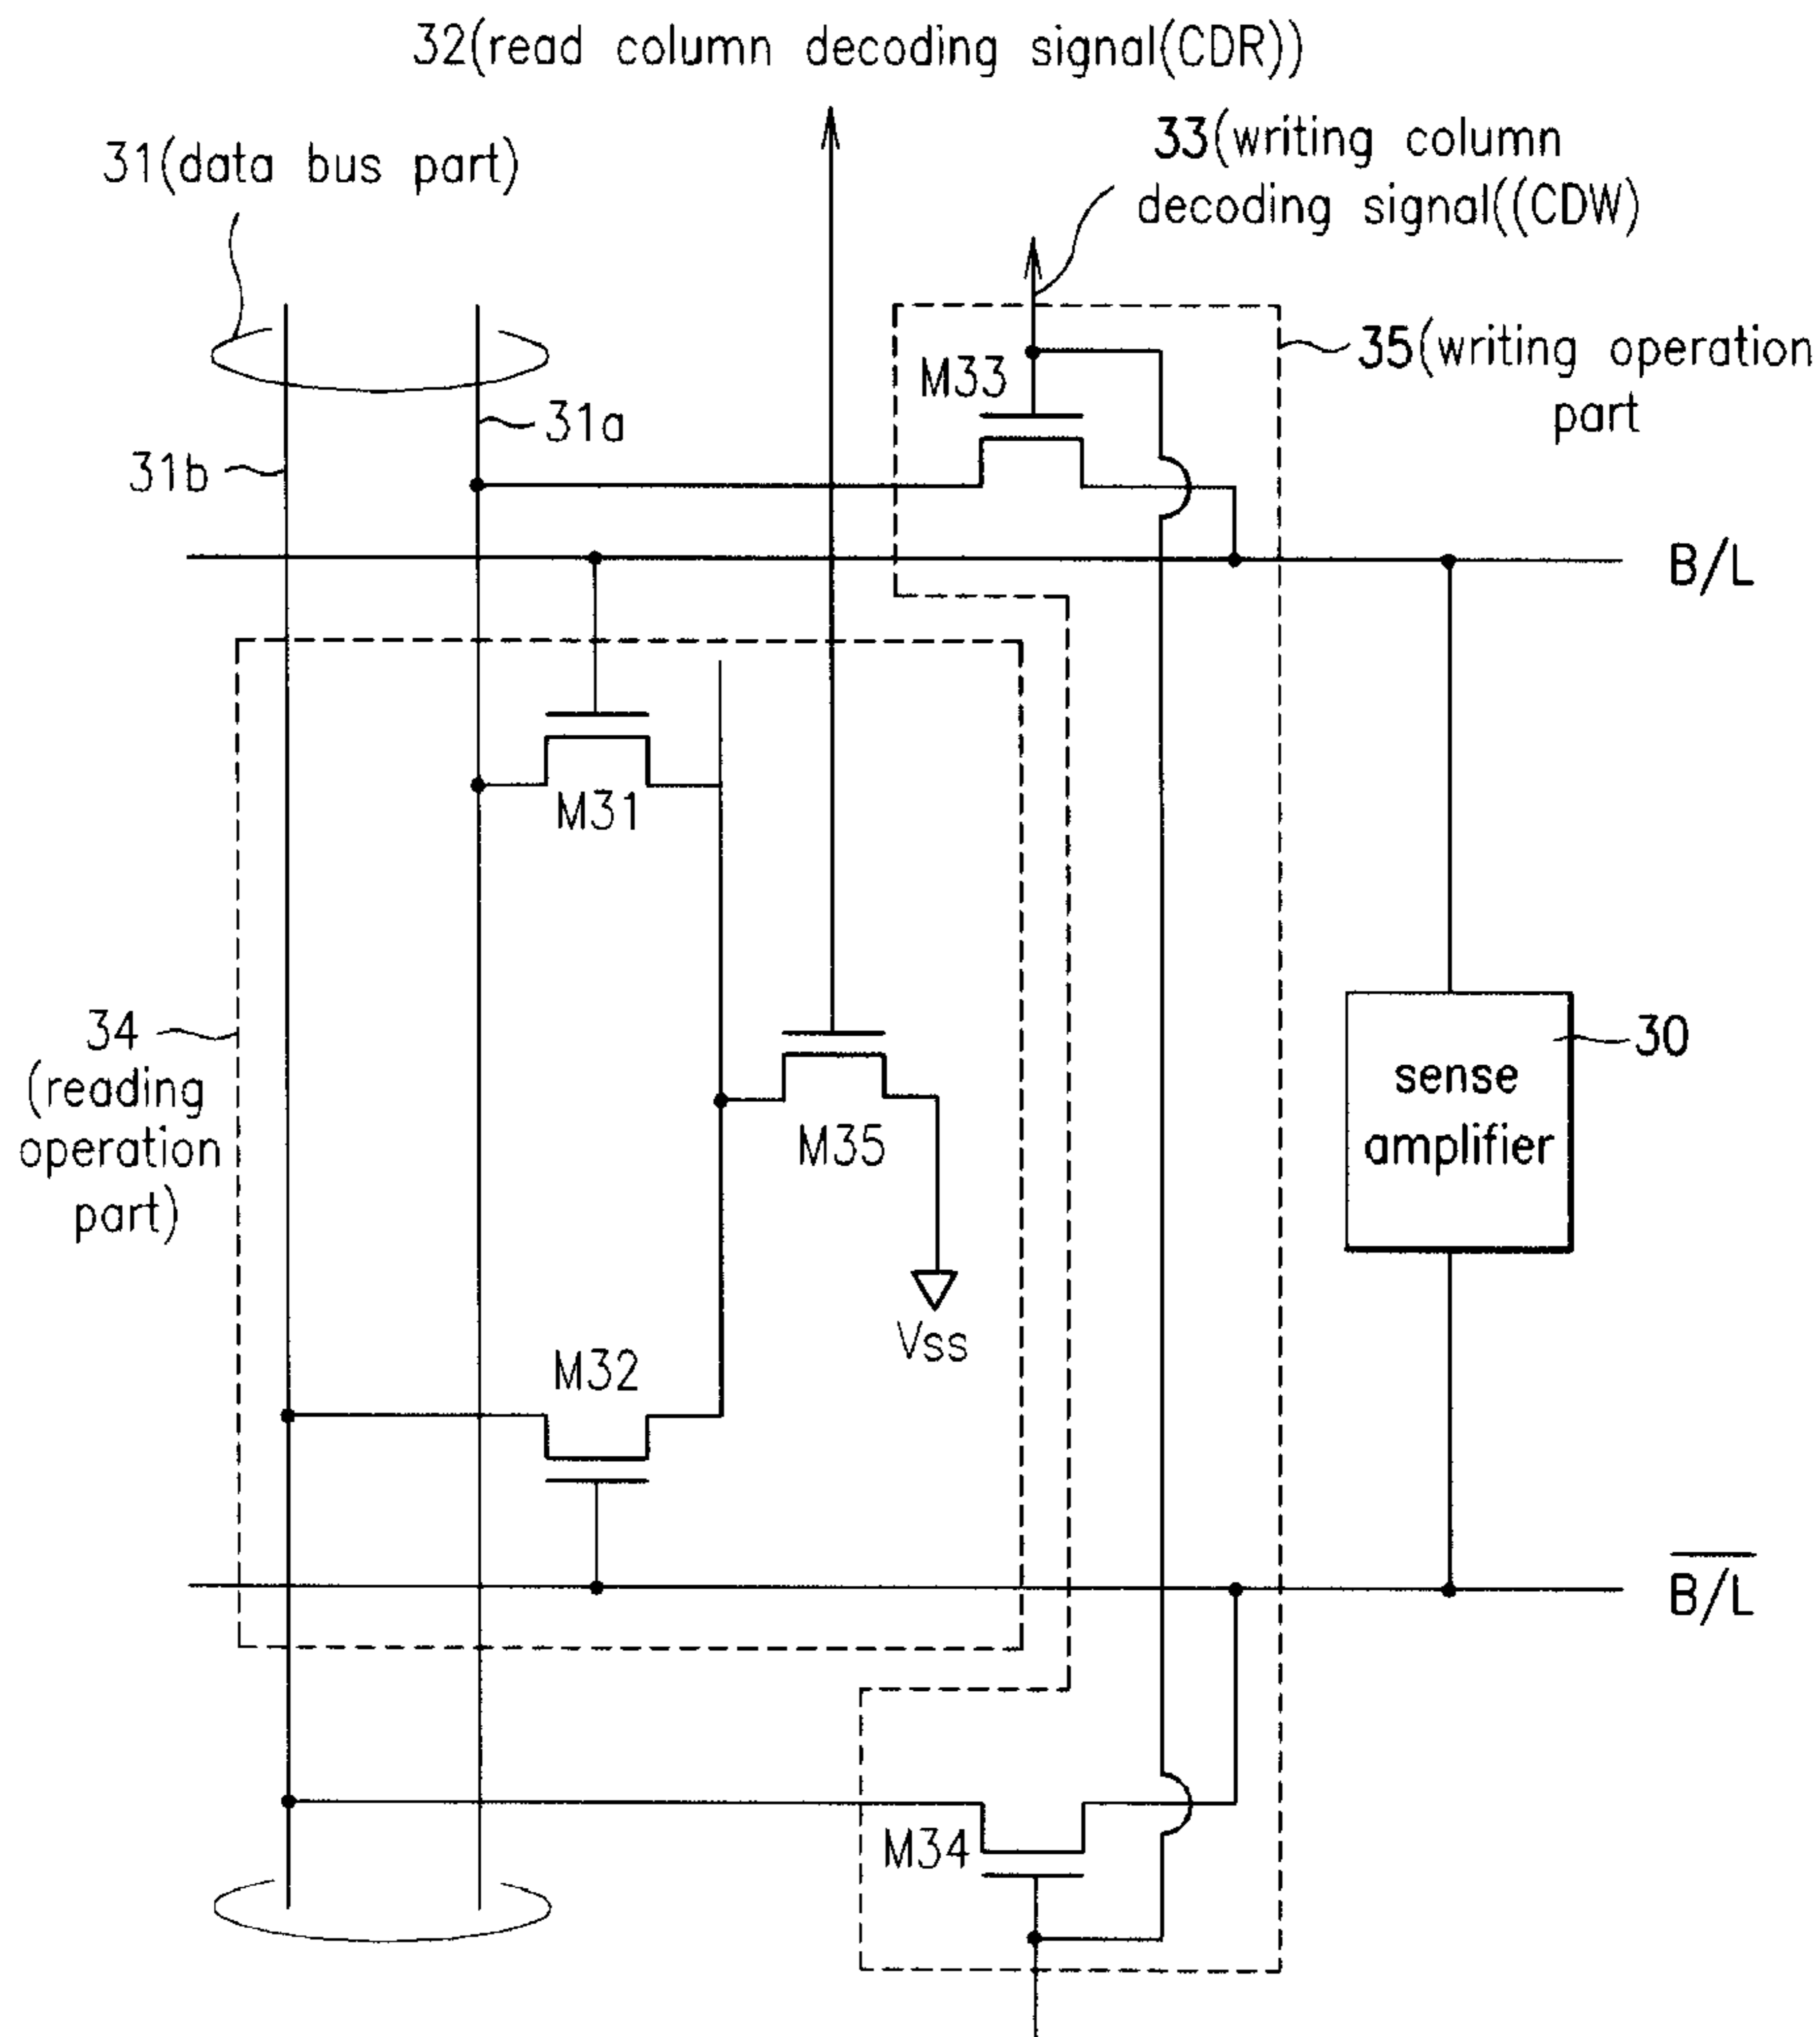 32(read column decoding signal(CDR))
31(data bus part)
33(writing column
decoding signal((CDW)
35(writing operation
part
M33
31a
31b
B/L
M31
34
(reading
operation
part)
30
sense
amplifier
M35
Vss
M32
B/L
M34